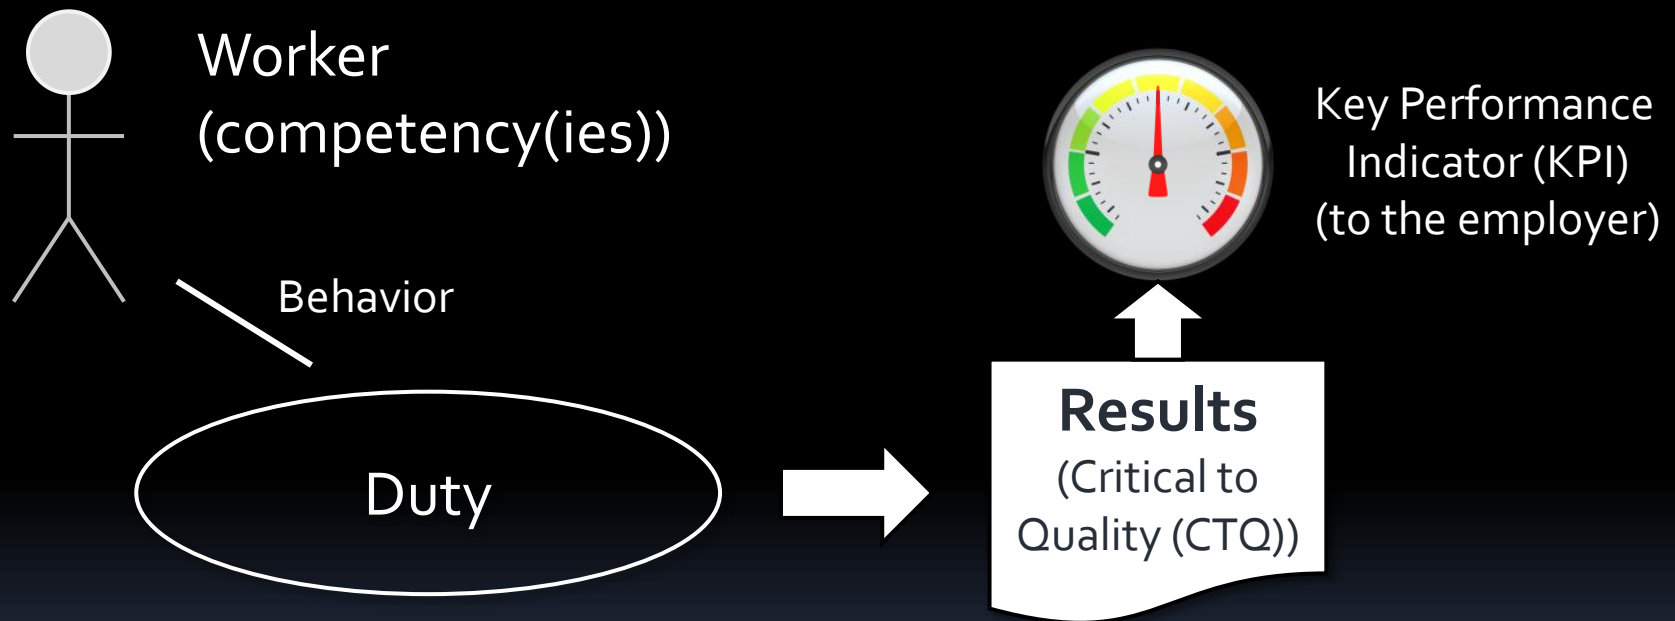 Worker
(competency(ies))
Key Performance
Indicator (KPI)
(to the employer)
Behavior
Duty
Results
(Critical to
Quality (CTQ))